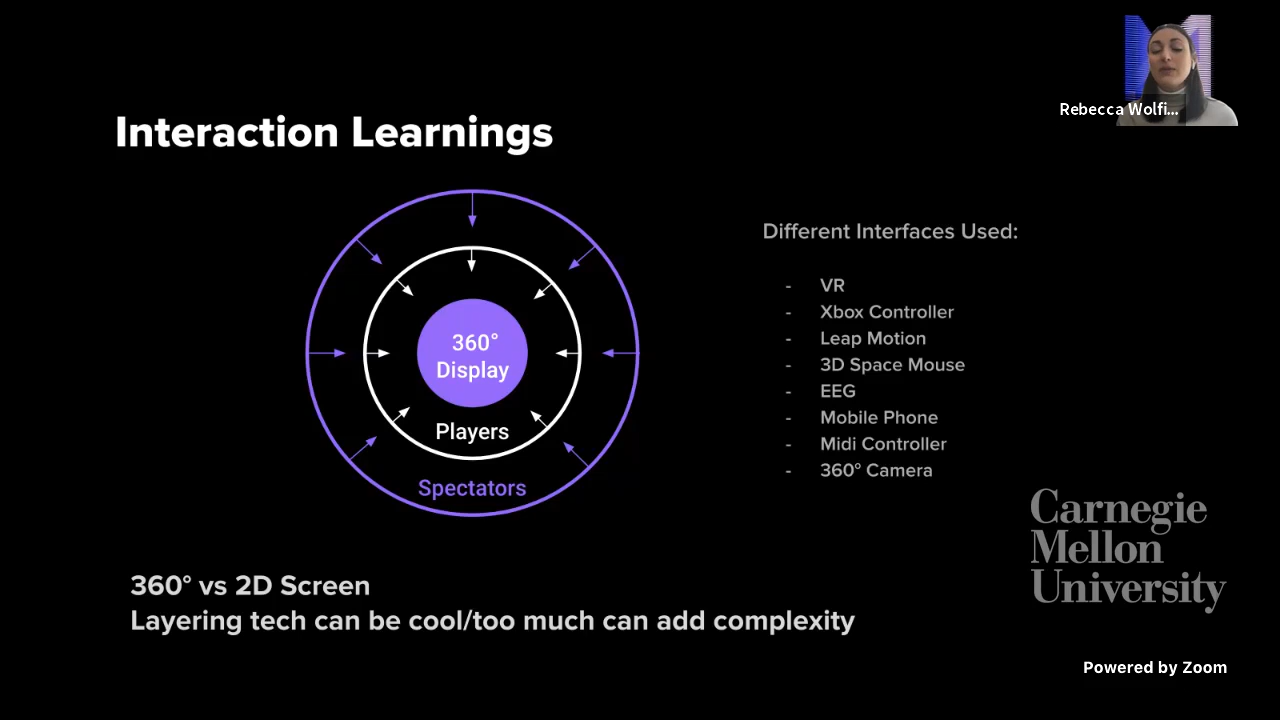 Rebecca Wolfi...
Interaction Learnings
360°
Display
Players
Spectators
Different Interfaces Used:
- VR
- Xbox Controller
- Leap Motion
- 3D Space Mouse
- EEG
- Mobile Phone
- Midi Controller
- 360° Camera
Carnegie
Mellon
University
360° vs 2D Screen
Layering tech can be cool/too much can add complexity
Powered by Zoom